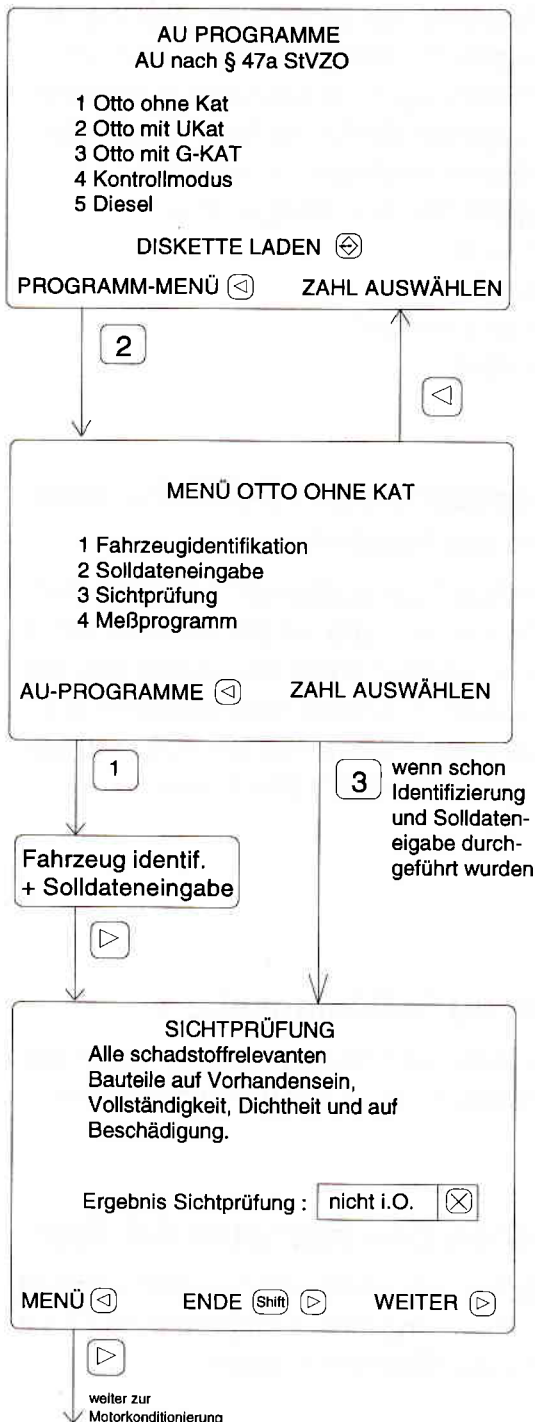 AU PROGRAMME
AU nach § 47a StVZO
1 Otto ohne Kat
2 Otto mit UKat
3 Otto mit G-KAT
4 Kontrollmodus
5 Diesel
DISKETTE LADEN
PROGRAMM-MENÜ ZAHL AUSWÄHLEN
2
MENÜ OTTO OHNE KAT
1 Fahrzeugidentifikation
2 Solldateneingabe
3 Sichtprüfung
4 Meßprogramm
AU-PROGRAMME ZAHL AUSWÄHLEN
1
3
wenn schon
Identifizierung
und Solldaten-
eigabe durch-
geführt wurden
Fahrzeug identif.
+ Solldateneingabe
SICHTPRÜFUNG
Alle schadstoffrelevanten
Bauteile auf Vorhandensein,
Vollständigkeit, Dichtheit und auf
Beschädigung.
Ergebnis Sichtprüfung : nicht i.O.
MENÜ ENDE Shift WEITER
weiter zur
Motorkonditionierung